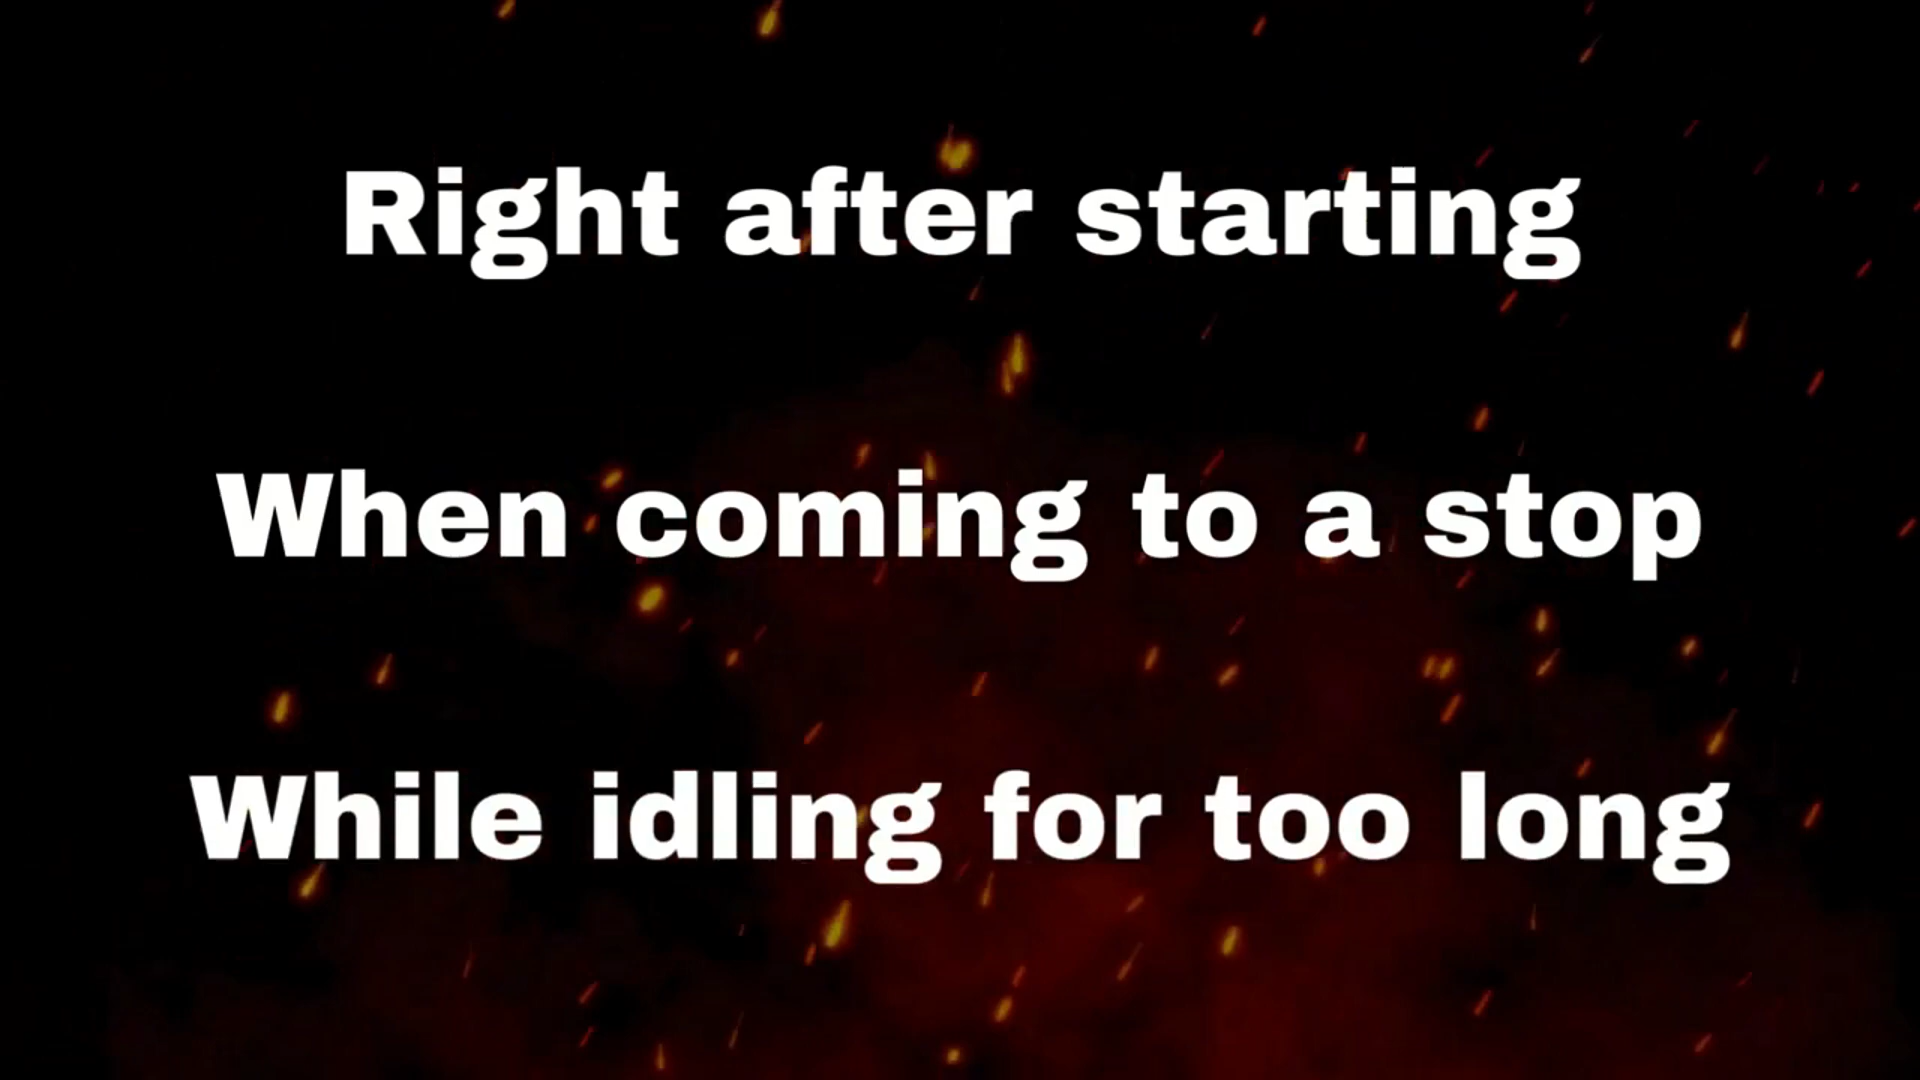 Right after starting
When coming to a stop
While idling for too long